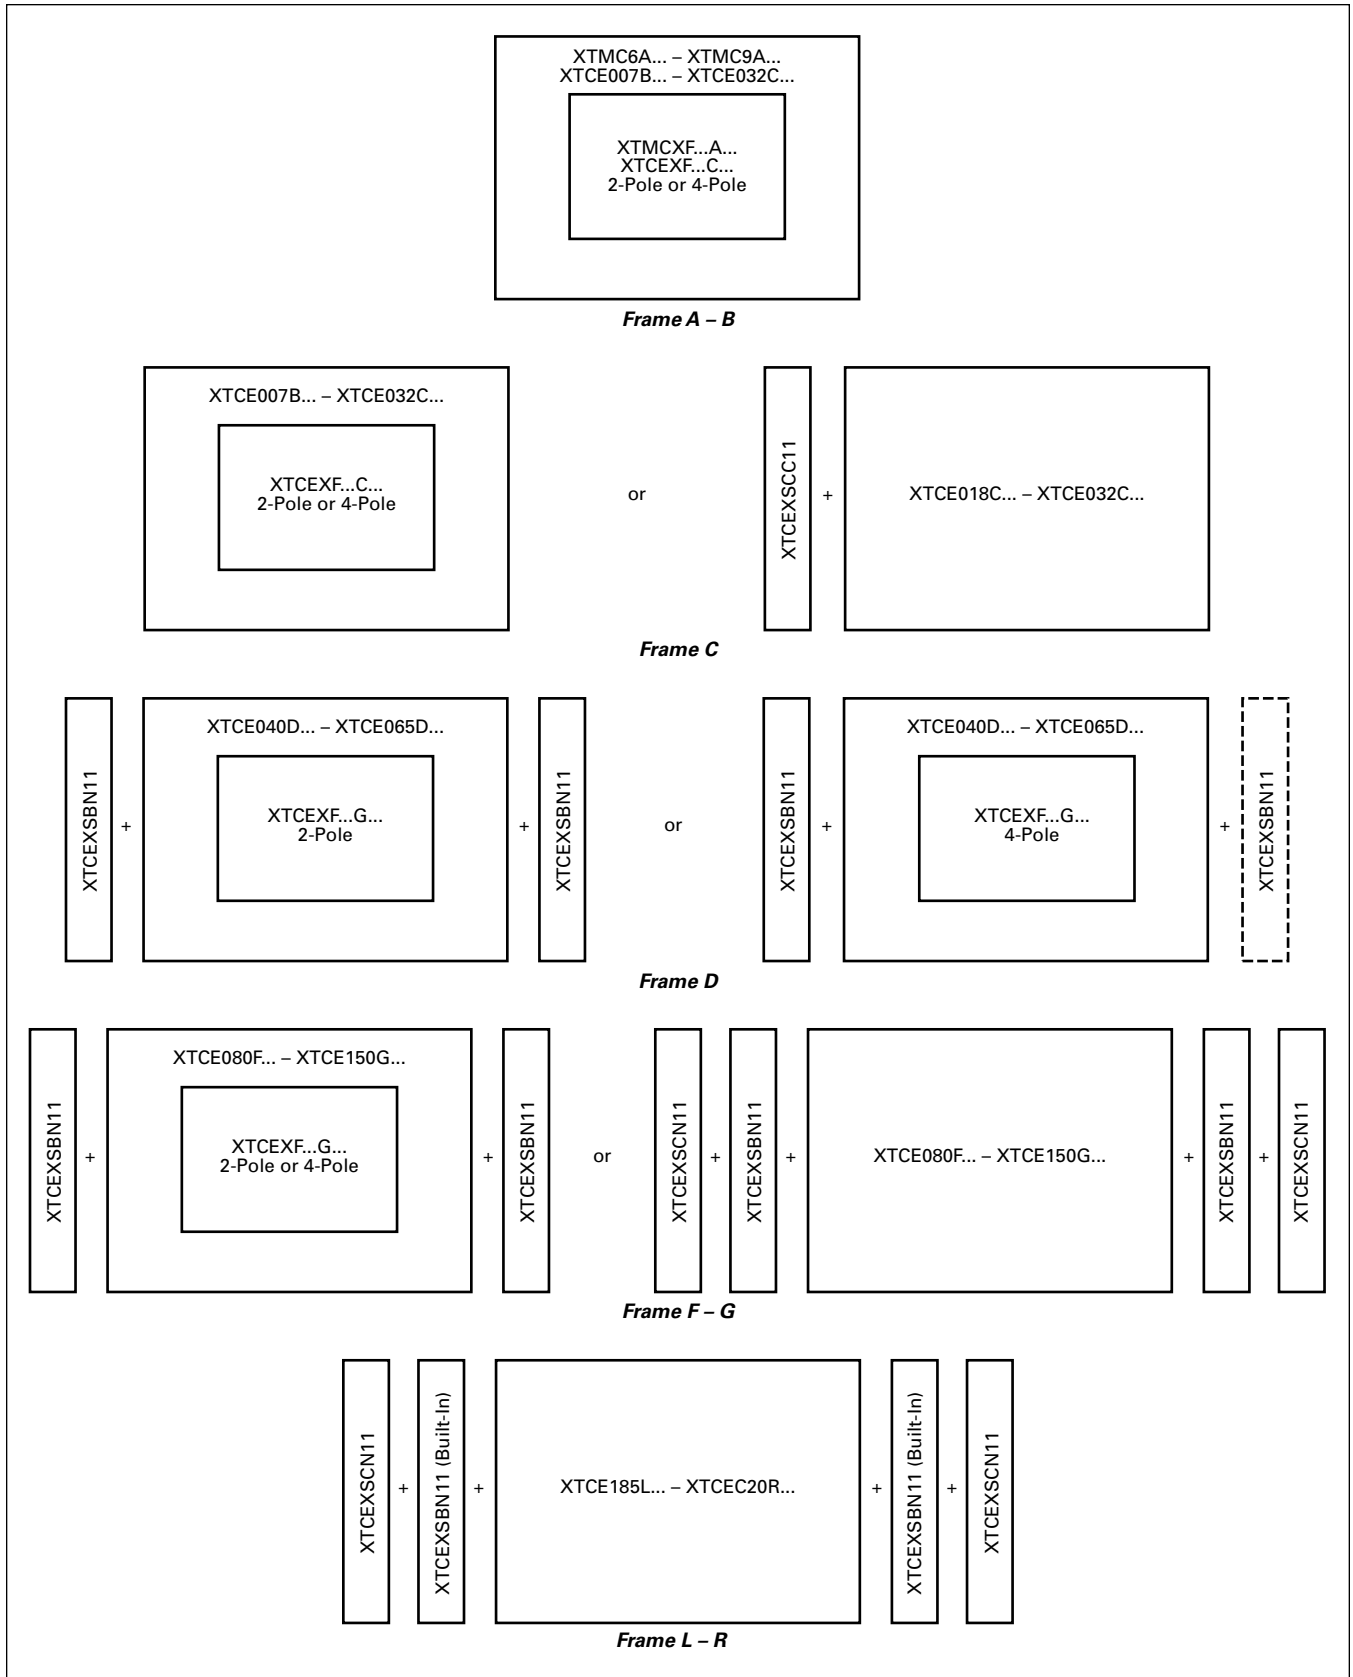 XTMC6A... – XTMC9A...
XTCE007B... – XTCE032C...
XTMCXF...A...
XTCEXF...C...
2-Pole or 4-Pole
Frame A – B
XTCE007B... – XTCE032C...
XTCEXF...C...
2-Pole or 4-Pole
or
XTCEXSCC11
+
XTCE018C... – XTCE032C...
Frame C
XTCEXSBN11
+
XTCE040D... – XTCE065D...
XTCEXF...G...
2-Pole
+
XTCEXSBN11
or
XTCEXSBN11
+
XTCE040D... – XTCE065D...
XTCEXF...G...
4-Pole
+
XTCEXSBN11
Frame D
XTCEXSBN11
+
XTCE080F... – XTCE150G...
XTCEXF...G...
2-Pole or 4-Pole
+
XTCEXSBN11
or
XTCEXSCN11
+
XTCEXSBN11
+
XTCE080F... – XTCE150G...
+
XTCEXSBN11
+
XTCEXSCN11
Frame F – G
XTCEXSCN11
+
XTCEXSBN11 (Built-In)
+
XTCE185L... – XTCEC20R...
+
XTCEXSBN11 (Built-In)
+
XTCEXSCN11
Frame L – R